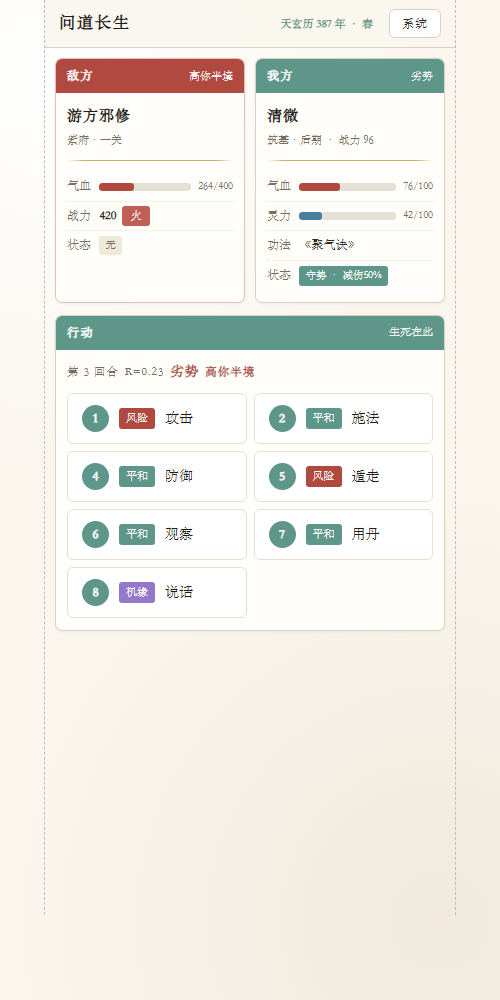 问道长生
天玄历 387 年 · 春
系统
敌方
高你半境
游方邪修
紫府 · 一关
气血 264/400
战力 420 火
状态 无
我方
劣势
清微
筑基 · 后期 · 战力 96
气血 76/100
灵力 42/100
功法 《聚气诀》
状态 守势 · 减伤50%
行动
生死在此
第 3 回合 R=0.23 劣势 高你半境
1 风险 攻击
2 平和 施法
4 平和 防御
5 风险 遁走
6 平和 观察
7 平和 用丹
8 机缘 说话